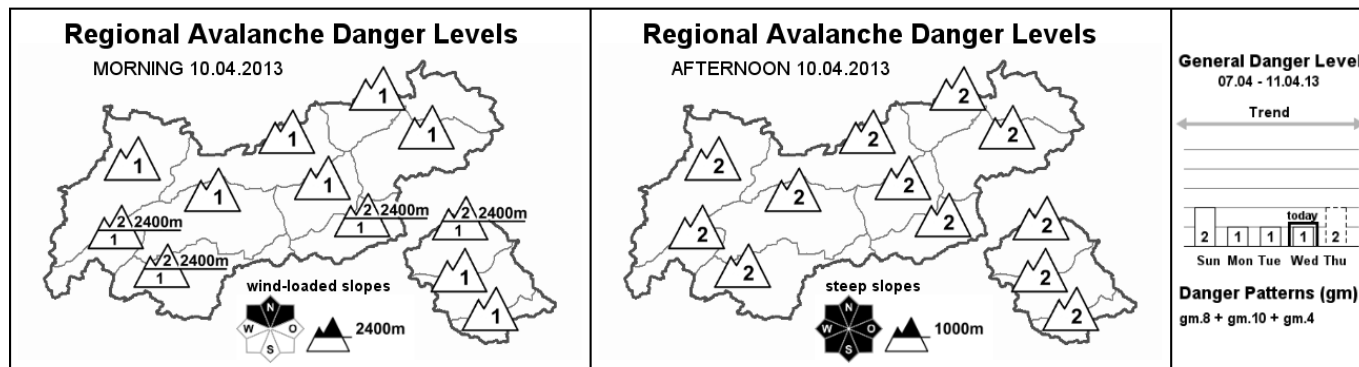 Regional Avalanche Danger Levels
MORNING 10.04.2013
1
1
1
1
1
1
2 2400m
1
2 2400m
1
2 2400m
1
2 2400m
1
1
1
wind-loaded slopes
N
W O
S
2400m
Regional Avalanche Danger Levels
AFTERNOON 10.04.2013
2
2
2
2
2
2
2
2
2
2
2
2
steep slopes
N
W O
S
1000m
General Danger Level
07.04 - 11.04.13
Trend
today
2 1 1 1 2
Sun Mon Tue Wed Thu
Danger Patterns (gm)
gm.8 + gm.10 + gm.4